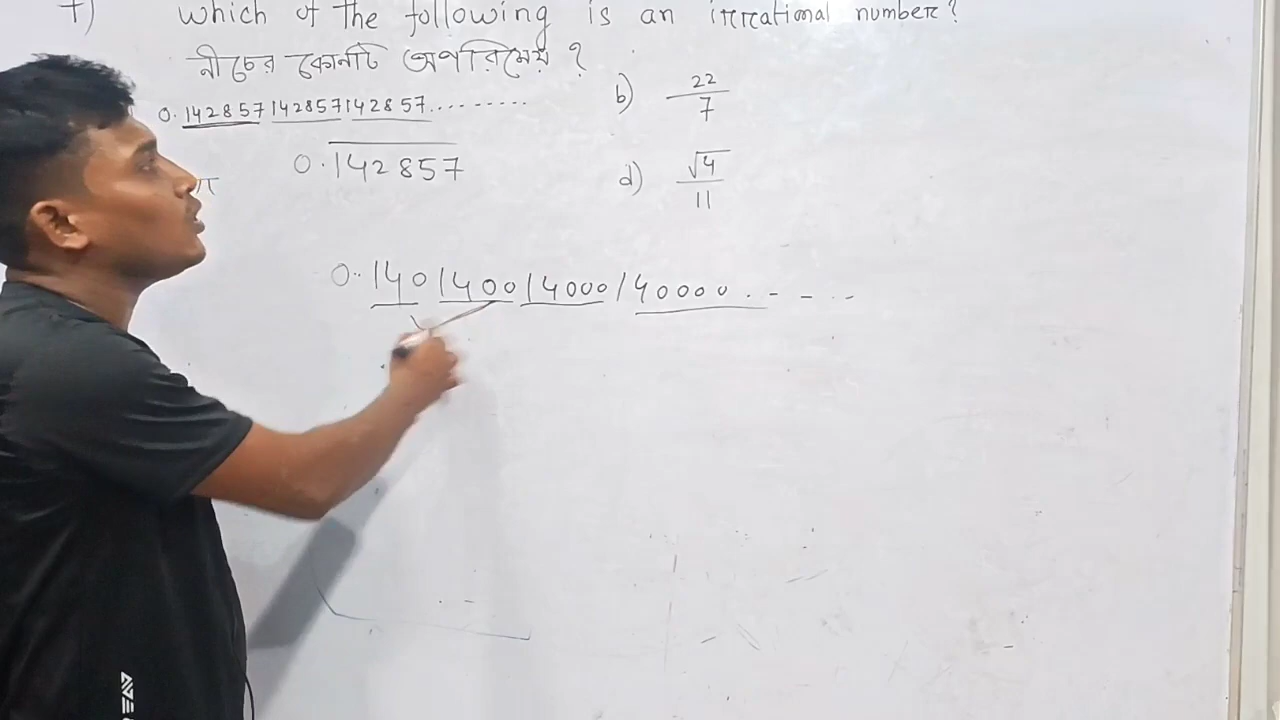 7) Which of the following is an irrational number?
নীচের কোনটি অপরিমেয় ?
0.142857142857142857.........
b) 22/7
0.142857
d) √4/11
0.140140014000140000.----